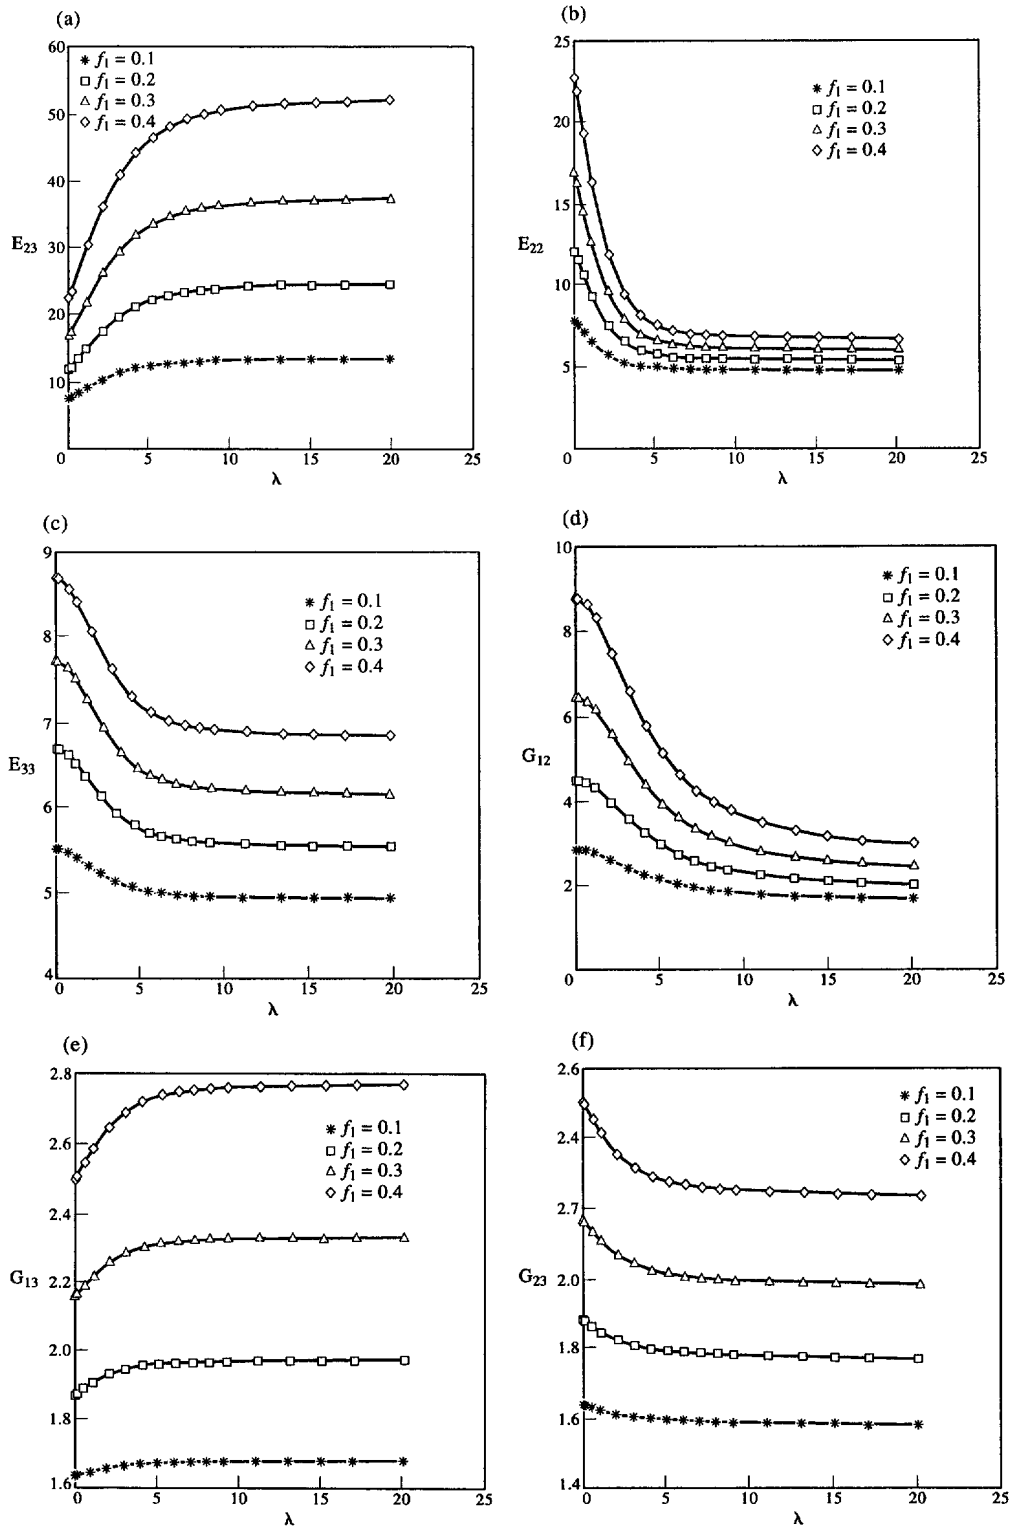 (a)
60
50
40
30
20
10
0
5
10
15
20
25
E23
λ
* f1 = 0.1
□ f1 = 0.2
△ f1 = 0.3
◇ f1 = 0.4
(b)
25
20
15
10
5
0
5
10
15
20
25
E22
λ
* f1 = 0.1
□ f1 = 0.2
△ f1 = 0.3
◇ f1 = 0.4
(c)
9
8
7
6
5
4
0
5
10
15
20
25
E33
λ
* f1 = 0.1
□ f1 = 0.2
△ f1 = 0.3
◇ f1 = 0.4
(d)
10
8
6
4
2
0
5
10
15
20
25
G12
λ
* f1 = 0.1
□ f1 = 0.2
△ f1 = 0.3
◇ f1 = 0.4
(e)
2.8
2.6
2.4
2.2
2.0
1.8
1.6
0
5
10
15
20
25
G13
λ
* f1 = 0.1
□ f1 = 0.2
△ f1 = 0.3
◇ f1 = 0.4
(f)
2.6
2.4
2.7
2.0
1.8
1.6
1.4
0
5
10
15
20
25
G23
λ
* f1 = 0.1
□ f1 = 0.2
△ f1 = 0.3
◇ f1 = 0.4